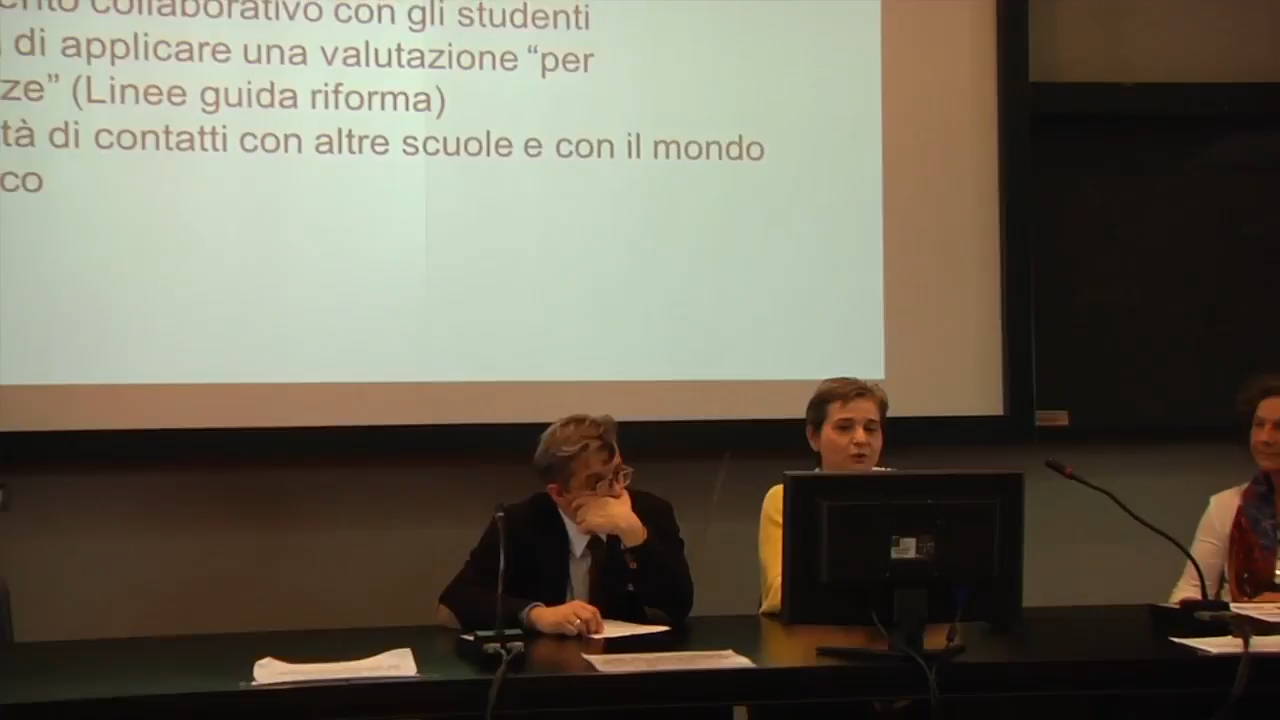 collaborativo con gli studenti
di applicare una valutazione “per
ze” (Linee guida riforma)
tà di contatti con altre scuole e con il mondo
co